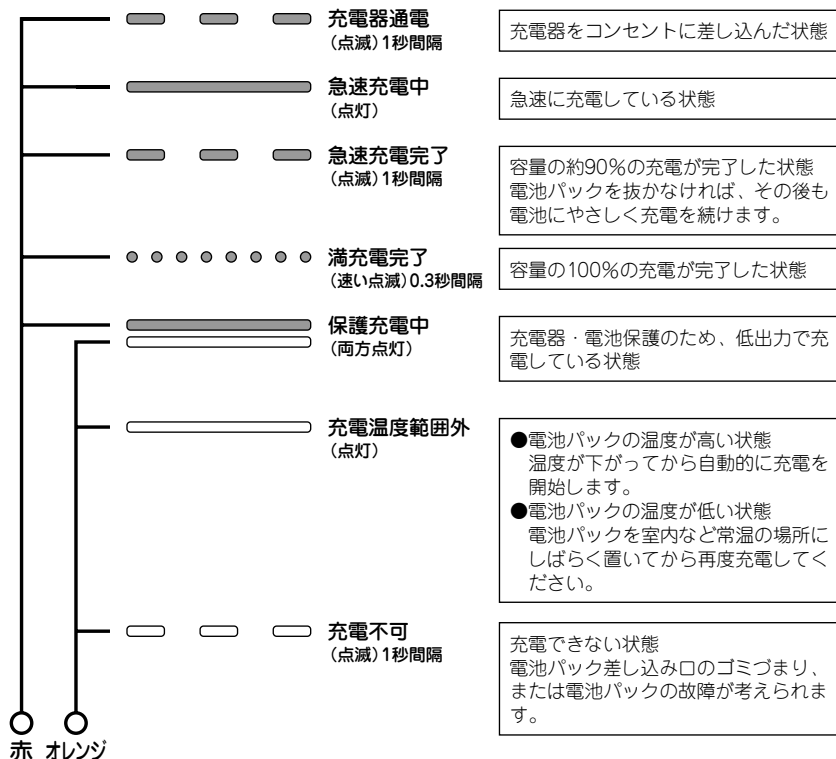 充電器通電
(点滅)1秒間隔
充電器をコンセントに差し込んだ状態
急速充電中
(点灯)
急速に充電している状態
急速充電完了
(点滅)1秒間隔
容量の約90%の充電が完了した状態
電池パックを抜かなければ、その後も
電池にやさしく充電を続けます。
満充電完了
(速い点滅)0.3秒間隔
容量の100%の充電が完了した状態
保護充電中
(両方点灯)
充電器・電池保護のため、低出力で充
電している状態
充電温度範囲外
(点灯)
●電池パックの温度が高い状態
温度が下がってから自動的に充電を
開始します。
●電池パックの温度が低い状態
電池パックを室内など常温の場所に
しばらく置いてから再度充電してく
ださい。
充電不可
(点滅)1秒間隔
充電できない状態
電池パック差し込み口のゴミづまり、
または電池パックの故障が考えられま
す。
赤 オレンジ